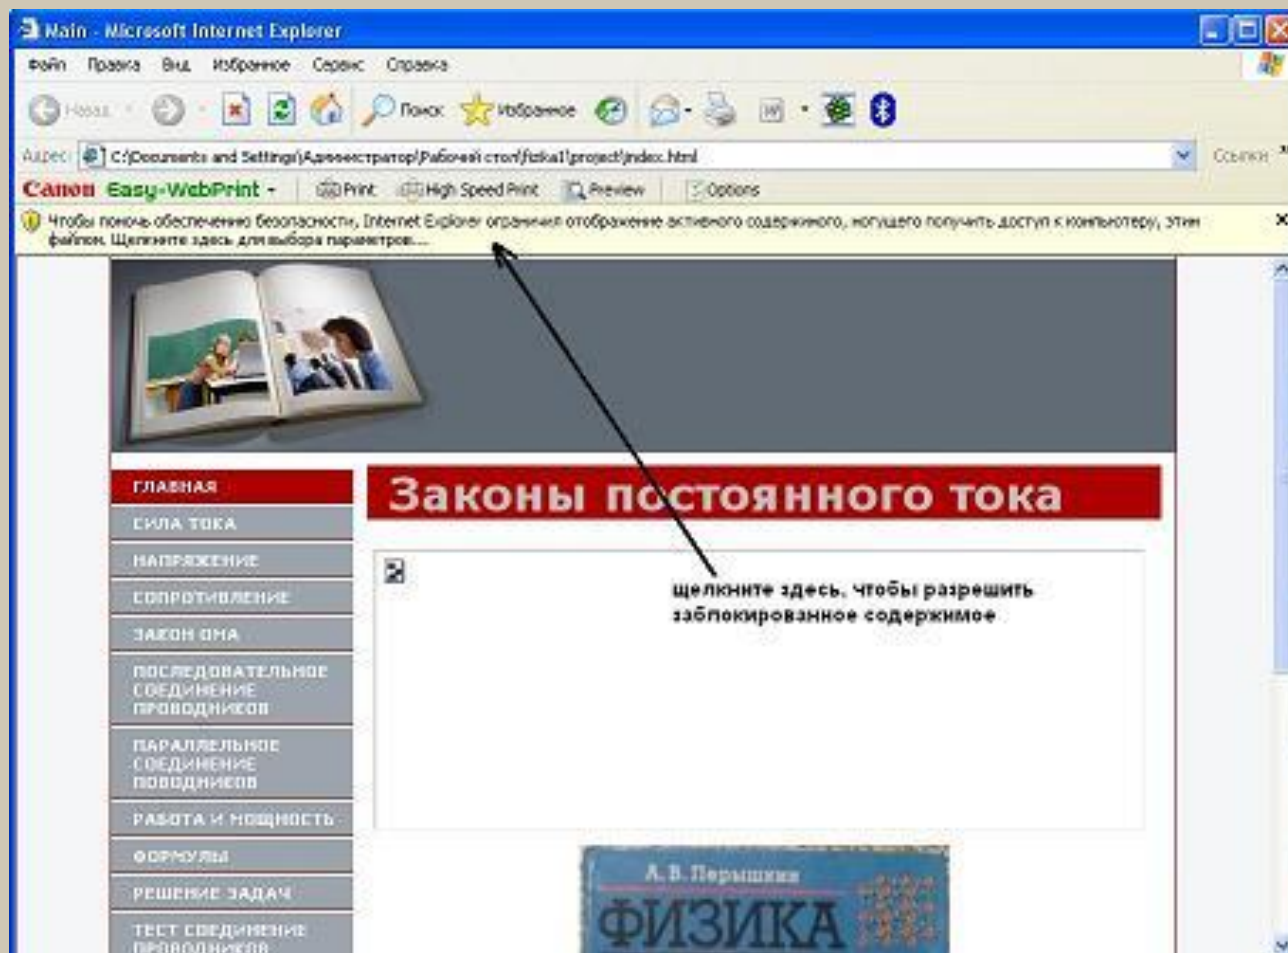 Main - Microsoft Internet Explorer
Файл Правка Вид Избранное Сервис Справка
Назад Поиск Избранное
Адрес: C:\Documents and Settings\Администратор\Рабочий стол\fizika1\project\index.html Ссылки »
Canon Easy-WebPrint Print High Speed Print Preview Options
Чтобы помочь обеспечению безопасности, Internet Explorer ограничил отображение активного содержимого, могущего получить доступ к компьютеру, этим
файлом. Щелкните здесь для выбора параметров...
ГЛАВНАЯ
СИЛА ТОКА
НАПРЯЖЕНИЕ
СОПРОТИВЛЕНИЕ
ЗАКОН ОМА
ПОСЛЕДОВАТЕЛЬНОЕ
СОЕДИНЕНИЕ
ПРОВОДНИКОВ
ПАРАЛЛЕЛЬНОЕ
СОЕДИНЕНИЕ
ПОВОДНИКОВ
РАБОТА И МОЩНОСТЬ
ФОРМУЛЫ
РЕШЕНИЕ ЗАДАЧ
ТЕСТ СОЕДИНЕНИЕ
ПРОВОДНИКОВ
Законы постоянного тока
щелкните здесь, чтобы разрешить
заблокированное содержимое
А. В. Перышкин
ФИЗИКА